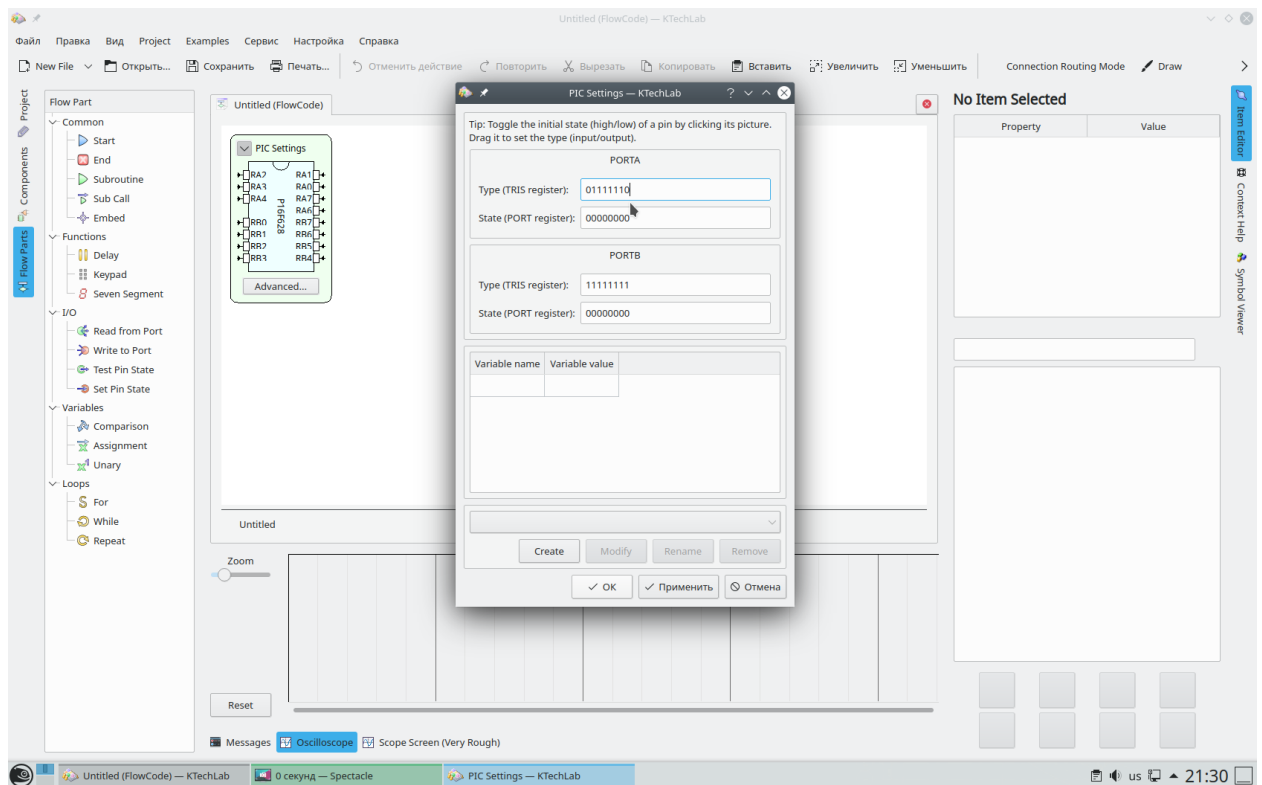 Untitled (FlowCode) — KTechLab
Файл Правка Вид Project Examples Сервис Настройка Справка
New File Открыть... Сохранить Печать... Отменить действие Повторить Вырезать Копировать Вставить Увеличить Уменьшить Connection Routing Mode Draw
Project
Components
Flow Parts
Flow Part
Common
Start
End
Subroutine
Sub Call
Embed
Functions
Delay
Keypad
Seven Segment
I/O
Read from Port
Write to Port
Test Pin State
Set Pin State
Variables
Comparison
Assignment
Unary
Loops
For
While
Repeat
Untitled (FlowCode)
PIC Settings
RA2 RA1
RA3 RA0
RA4 RA7
RA6
RB0 RB7
RB1 RB6
RB2 RB5
RB3 RB4
P16F628
Advanced...
Untitled
PIC Settings — KTechLab
Tip: Toggle the initial state (high/low) of a pin by clicking its picture.
Drag it to set the type (input/output).
PORTA
Type (TRIS register): 01111110
State (PORT register): 00000000
PORTB
Type (TRIS register): 11111111
State (PORT register): 00000000
Variable name Variable value
Create Modify Rename Remove
OK Применить Отмена
No Item Selected
Property Value
Item Editor
Context Help
Symbol Viewer
Zoom
Reset
Messages Oscilloscope Scope Screen (Very Rough)
Untitled (FlowCode) — KTechLab 0 секунд — Spectacle PIC Settings — KTechLab us 21:30